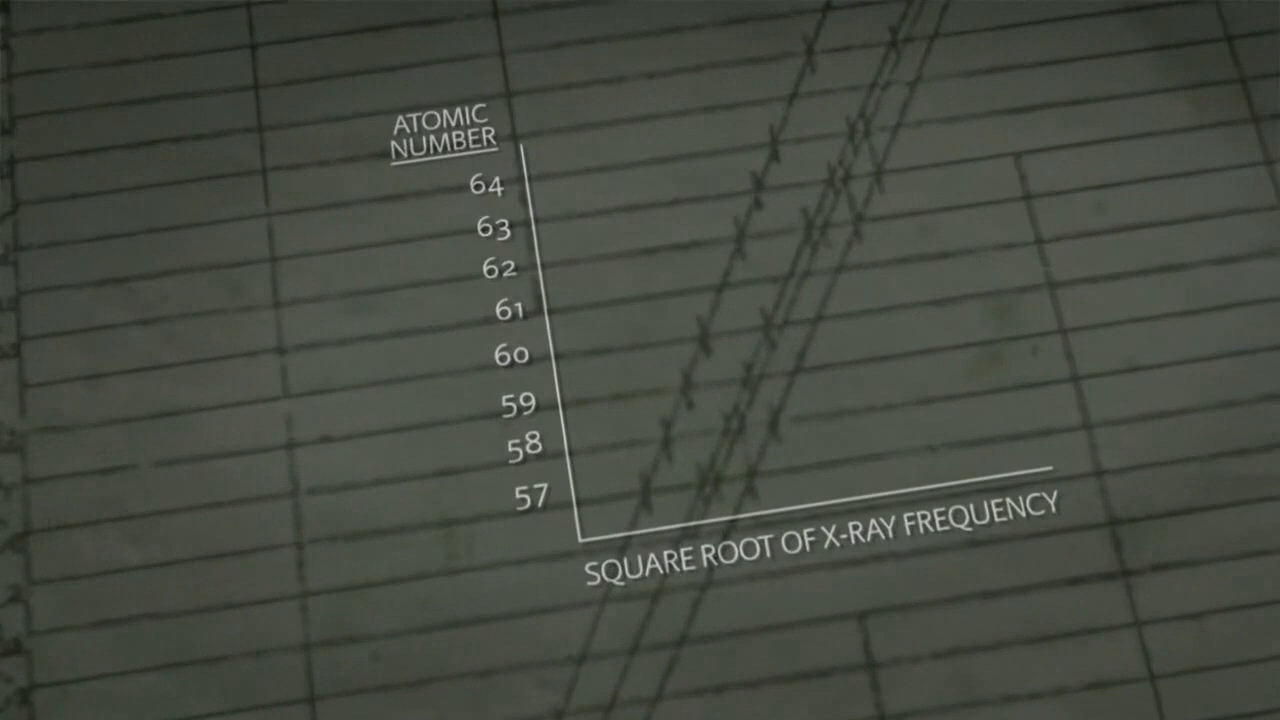 ATOMIC
NUMBER
64
63
62
61
60
59
58
57
SQUARE ROOT OF X-RAY FREQUENCY